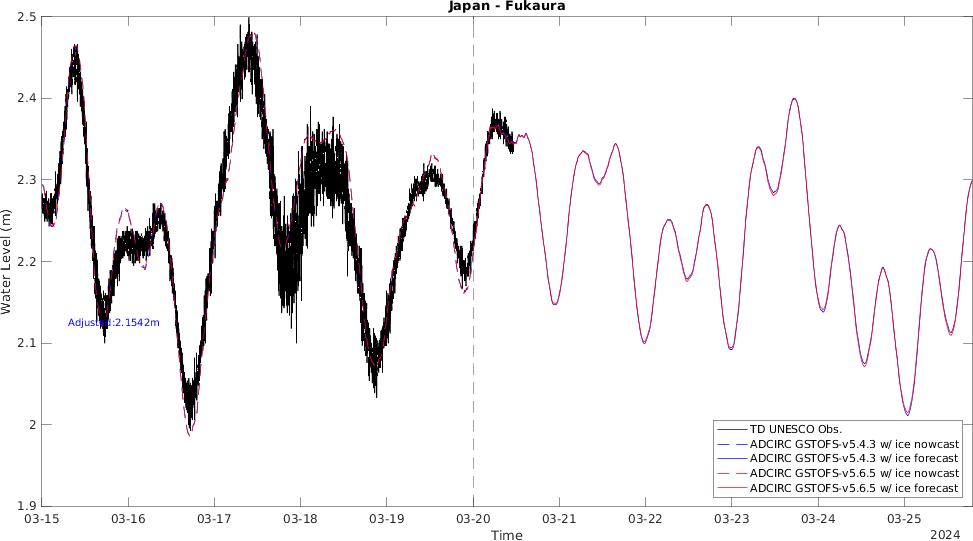 Japan - Fukaura
2.5
2.4
2.3
2.2
2.1
2
1.9
Water Level (m)
Adjusted:2.1542m
TD UNESCO Obs.
ADCIRC GSTOFS-v5.4.3 w/ ice nowcast
ADCIRC GSTOFS-v5.4.3 w/ ice forecast
ADCIRC GSTOFS-v5.6.5 w/ ice nowcast
ADCIRC GSTOFS-v5.6.5 w/ ice forecast
03-15 03-16 03-17 03-18 03-19 03-20 03-21 03-22 03-23 03-24 03-25
Time
2024